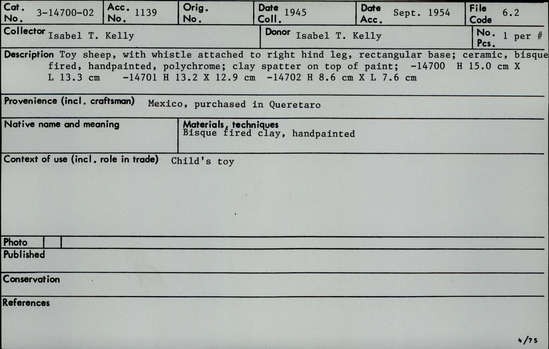 Cat. No. 3-14700-02 Acc. No. 1139 Orig. No. Date Coll. 1945 Date Acc. Sept. 1954 File Code 6.2
Collector Isabel T. Kelly Donor Isabel T. Kelly No. Pcs. 1 per #
Description Toy sheep, with whistle attached to right hind leg, rectangular base; ceramic, bisque
fired, handpainted, polychrome; clay spatter on top of paint; -14700 H 15.0 cm X
L 13.3 cm -14701 H 13.2 X 12.9 cm -14702 H 8.6 cm X L 7.6 cm
Provenience (incl. craftsman) Mexico, purchased in Queretaro
Native name and meaning Materials, techniques
Bisque fired clay, handpainted
Context of use (incl. role in trade) Child's toy
Photo
Published
Conservation
References
4/75